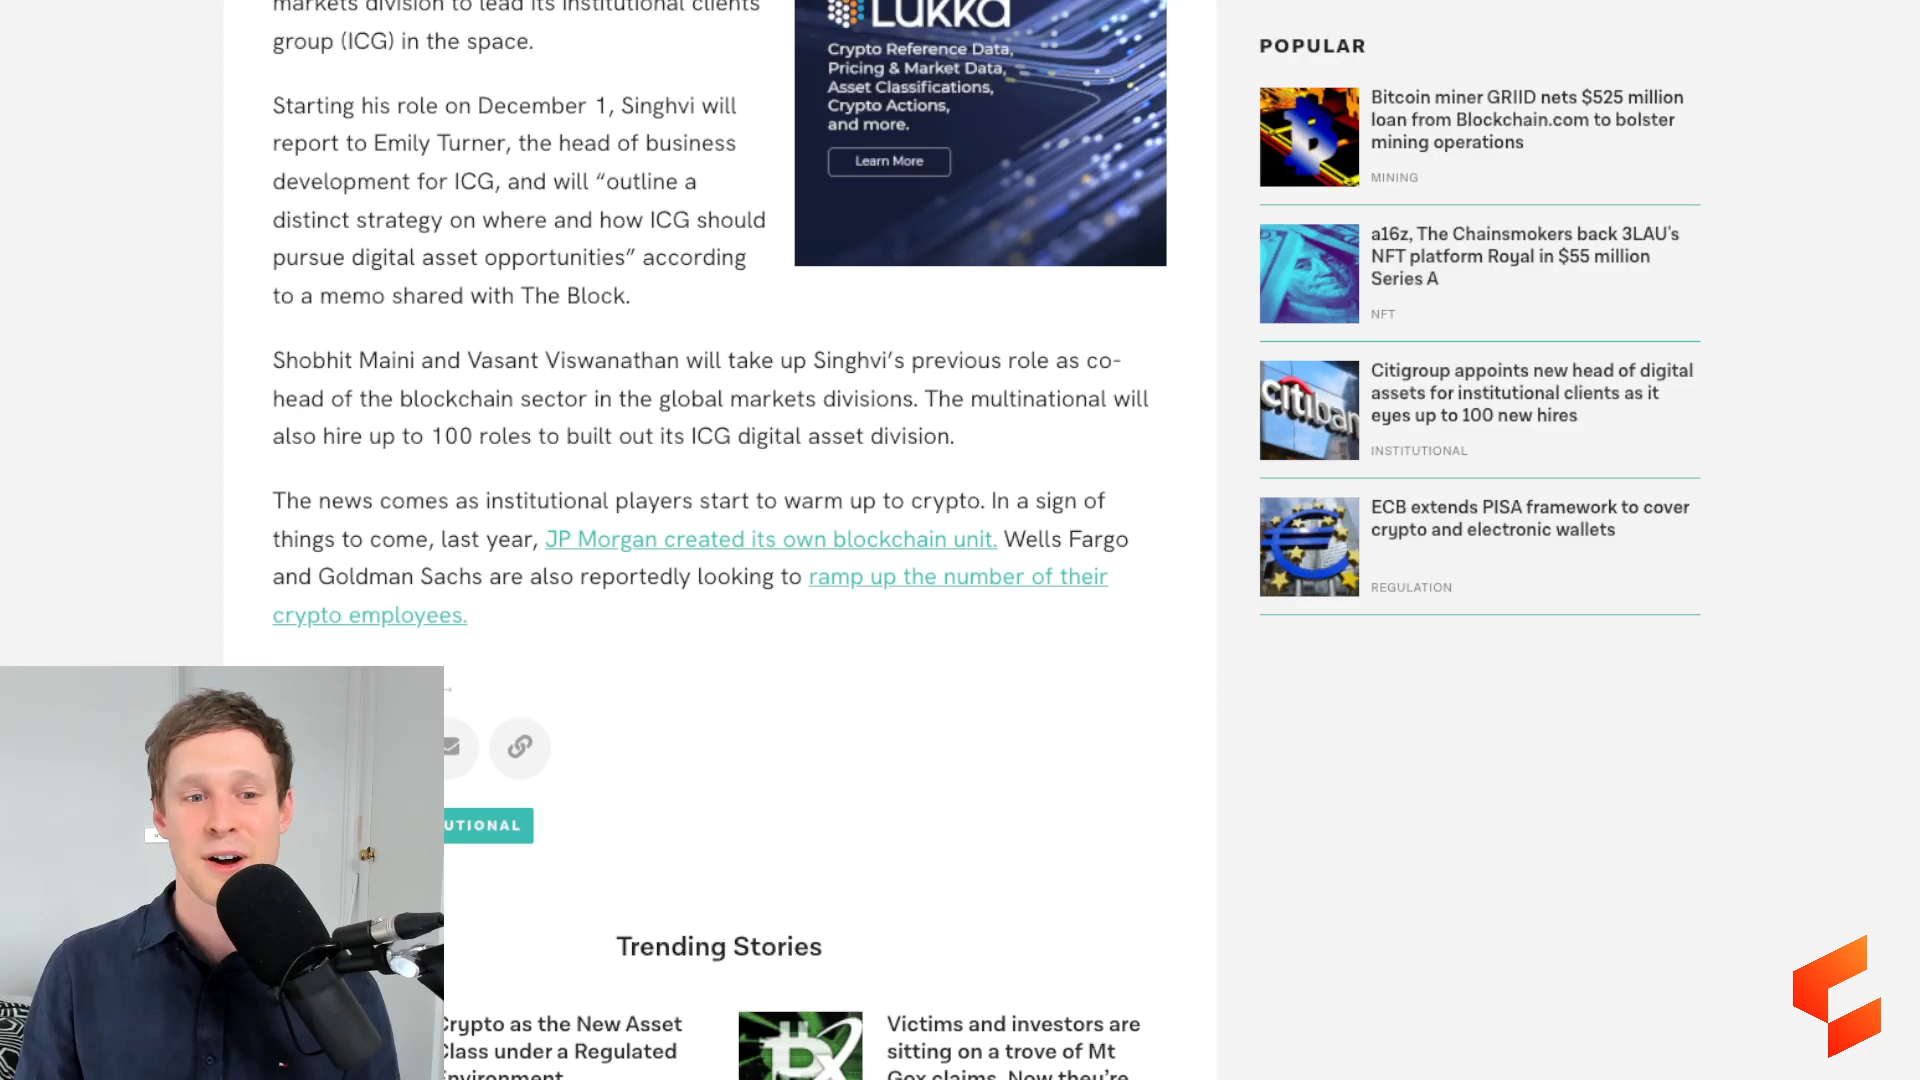 markets division to lead its institutional clients
group (ICG) in the space.
Starting his role on December 1, Singhvi will
report to Emily Turner, the head of business
development for ICG, and will “outline a
distinct strategy on where and how ICG should
pursue digital asset opportunities” according
to a memo shared with The Block.
LUKKA
Crypto Reference Data,
Pricing & Market Data,
Asset Classifications,
Crypto Actions,
and more.
Learn More
Shobhit Maini and Vasant Viswanathan will take up Singhvi’s previous role as co-
head of the blockchain sector in the global markets divisions. The multinational will
also hire up to 100 roles to built out its ICG digital asset division.
The news comes as institutional players start to warm up to crypto. In a sign of
things to come, last year, JP Morgan created its own blockchain unit. Wells Fargo
and Goldman Sachs are also reportedly looking to ramp up the number of their
crypto employees.
UTIONAL
Trending Stories
Crypto as the New Asset
Class under a Regulated
Environment
Victims and investors are
sitting on a trove of Mt
Gox claims. Now they’re
POPULAR
Bitcoin miner GRIID nets $525 million
loan from Blockchain.com to bolster
mining operations
MINING
a16z, The Chainsmokers back 3LAU's
NFT platform Royal in $55 million
Series A
NFT
citiban
Citigroup appoints new head of digital
assets for institutional clients as it
eyes up to 100 new hires
INSTITUTIONAL
ECB extends PISA framework to cover
crypto and electronic wallets
REGULATION